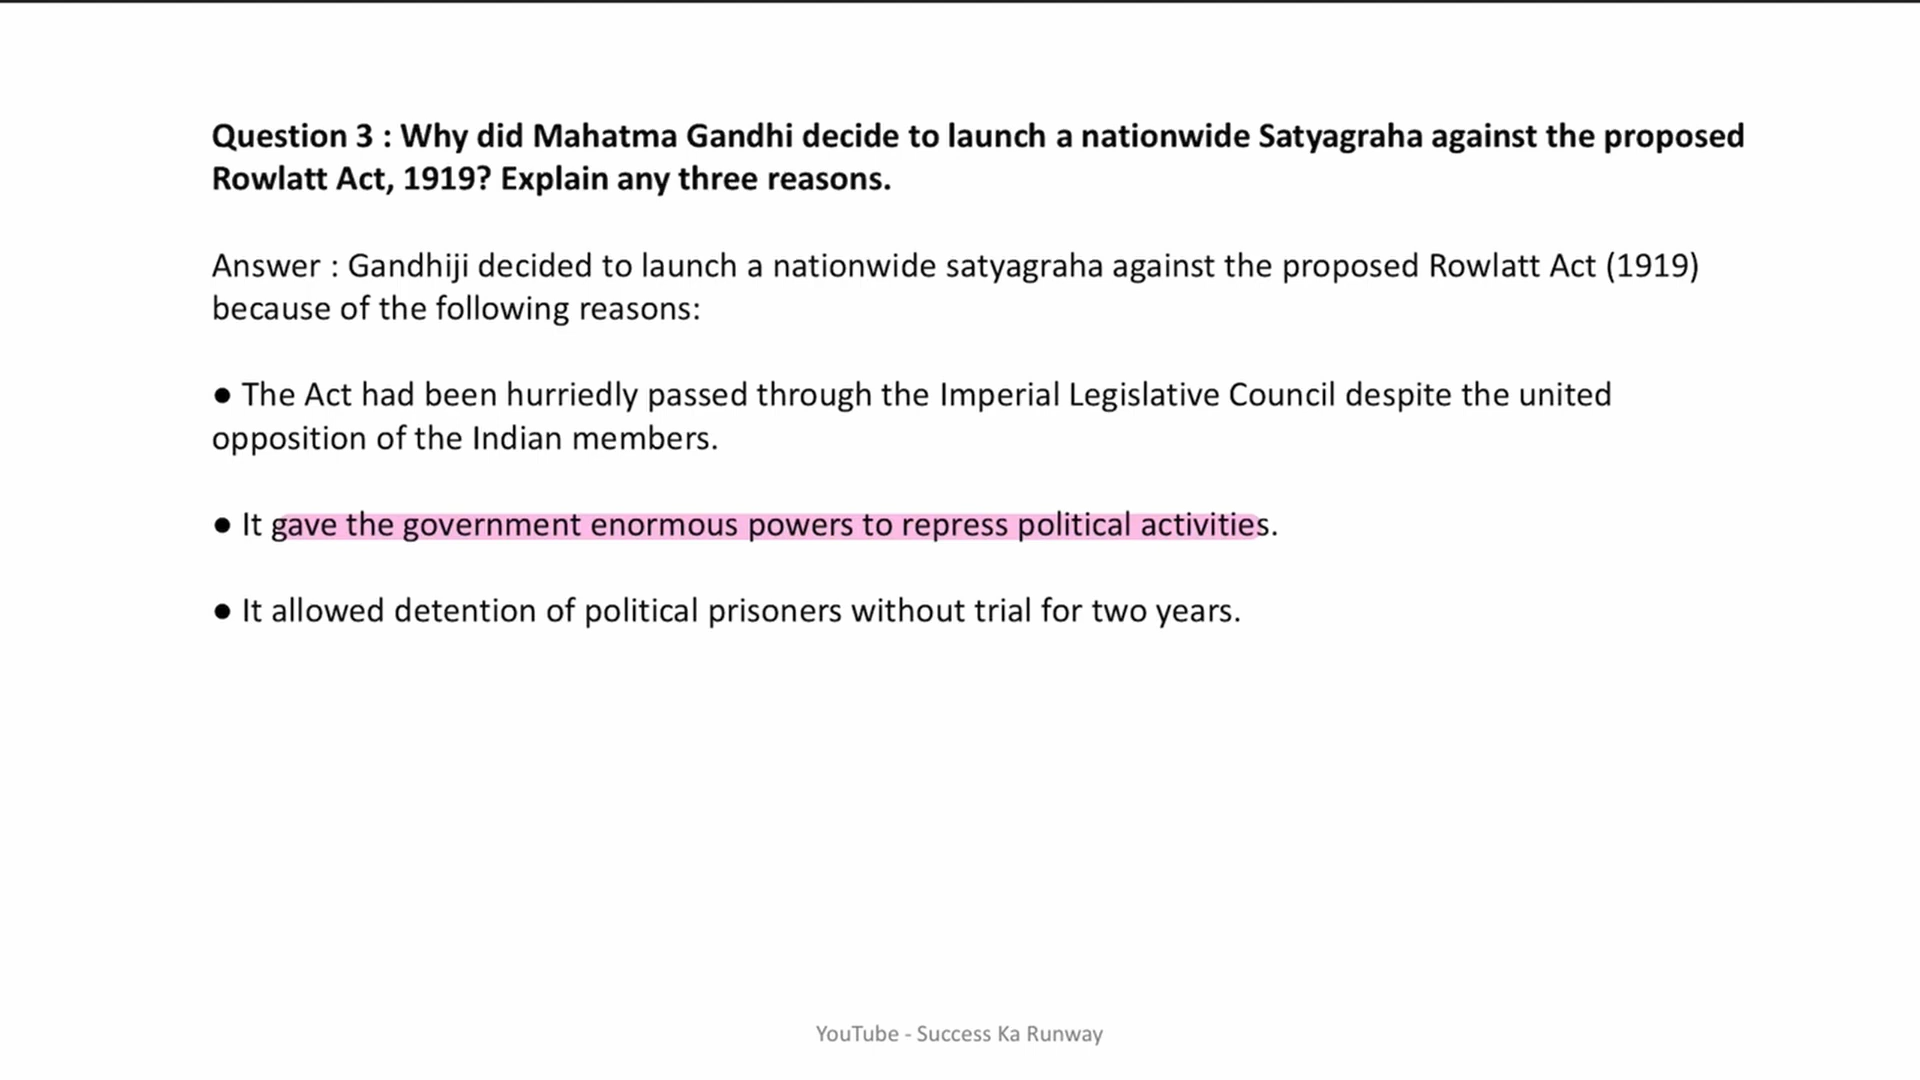 Question 3 : Why did Mahatma Gandhi decide to launch a nationwide Satyagraha against the proposed
Rowlatt Act, 1919? Explain any three reasons.
Answer : Gandhiji decided to launch a nationwide satyagraha against the proposed Rowlatt Act (1919)
because of the following reasons:
● The Act had been hurriedly passed through the Imperial Legislative Council despite the united
opposition of the Indian members.
● It gave the government enormous powers to repress political activities.
● It allowed detention of political prisoners without trial for two years.
YouTube - Success Ka Runway